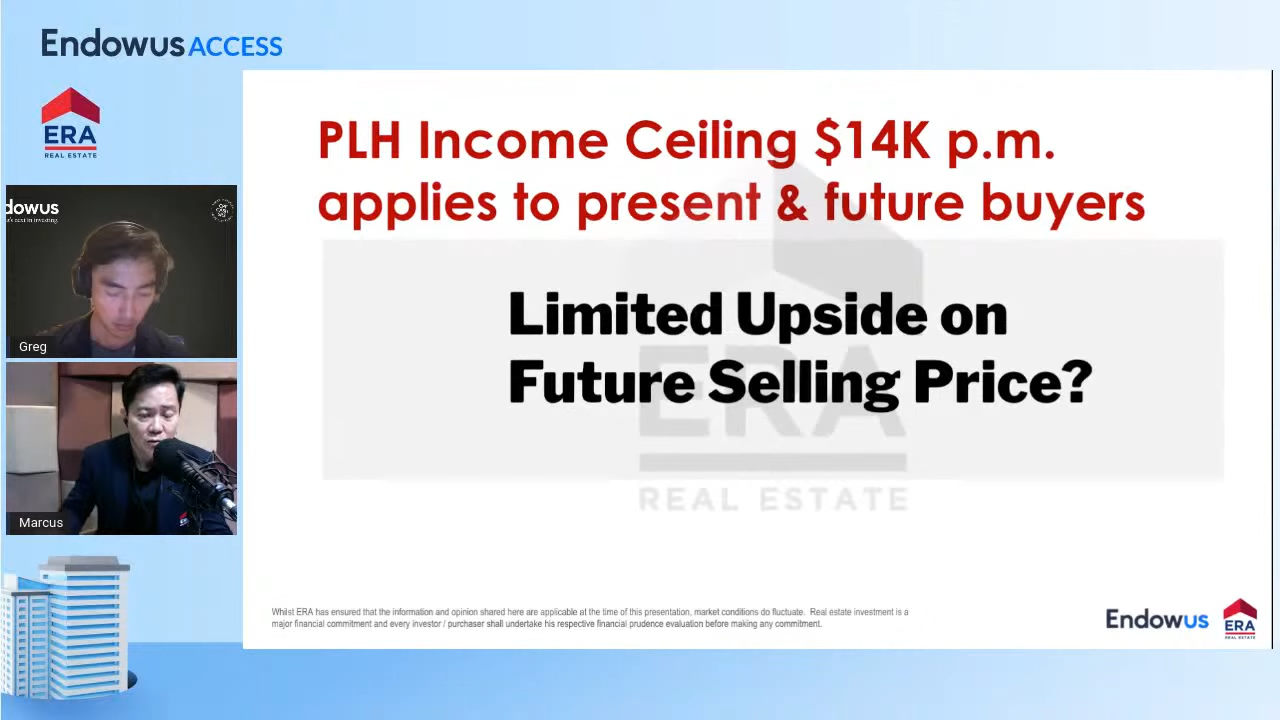 Endowus ACCESS
ERA
REAL ESTATE
dowus
Greg
Marcus
PLH Income Ceiling $14K p.m.
applies to present & future buyers
Limited Upside on
Future Selling Price?
ERA
REAL ESTATE
Whilst ERA has ensured that the information and opinion shared here are applicable at the time of this presentation, market conditions do fluctuate. Real estate investment is a
major financial commitment and every investor / purchaser shall undertake his respective financial prudence evaluation before making any commitment.
Endowus
ERA
REAL ESTATE